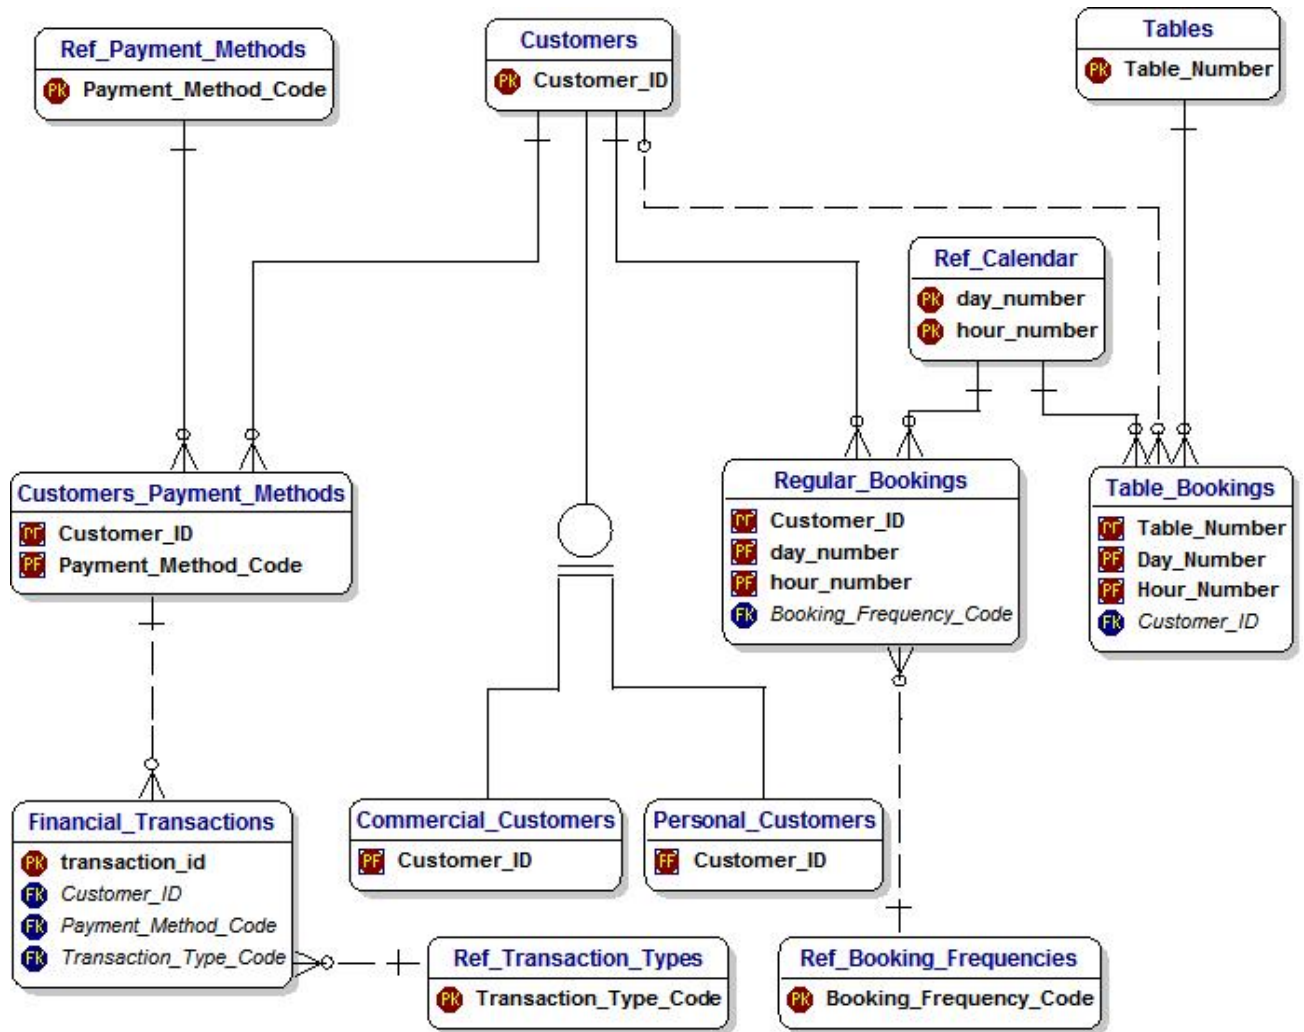 Ref_Payment_Methods
PK Payment_Method_Code
Customers
PK Customer_ID
Tables
PK Table_Number
Ref_Calendar
PK day_number
PK hour_number
Customers_Payment_Methods
PF Customer_ID
PF Payment_Method_Code
Regular_Bookings
PF Customer_ID
PF day_number
PF hour_number
FK Booking_Frequency_Code
Table_Bookings
PF Table_Number
PF Day_Number
PF Hour_Number
FK Customer_ID
Financial_Transactions
PK transaction_id
FK Customer_ID
FK Payment_Method_Code
FK Transaction_Type_Code
Commercial_Customers
PF Customer_ID
Personal_Customers
PF Customer_ID
Ref_Transaction_Types
PK Transaction_Type_Code
Ref_Booking_Frequencies
PK Booking_Frequency_Code